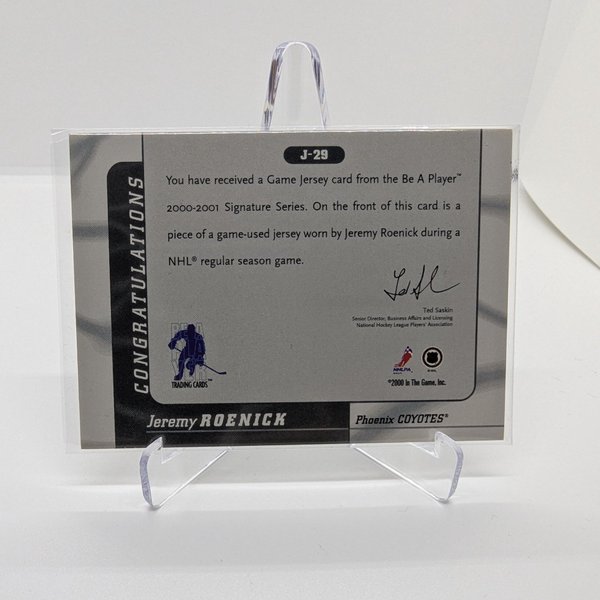 J-29
CONGRATULATIONS
You have received a Game Jersey card from the Be A Player™
2000-2001 Signature Series. On the front of this card is a
piece of a game-used jersey worn by Jeremy Roenick during a
NHL® regular season game.
Ted Saskin
Senior Director, Business Affairs and Licensing
National Hockey League Players' Association
TRADING CARDS™
NHLPA
©2000 In The Game, Inc.
Jeremy ROENICK
Phoenix COYOTES®